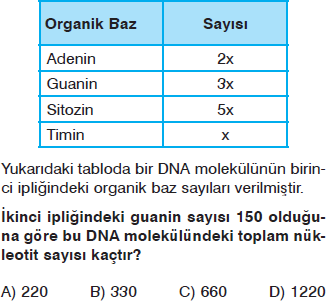 Organik Baz Sayısı
Adenin 2x
Guanin 3x
Sitozin 5x
Timin x
Yukarıdaki tabloda bir DNA molekülünün birin-
ci ipliğindeki organik baz sayıları verilmiştir.
İkinci ipliğindeki guanin sayısı 150 olduğu-
na göre bu DNA molekülündeki toplam nük-
leotit sayısı kaçtır?
A) 220 B) 330 C) 660 D) 1220